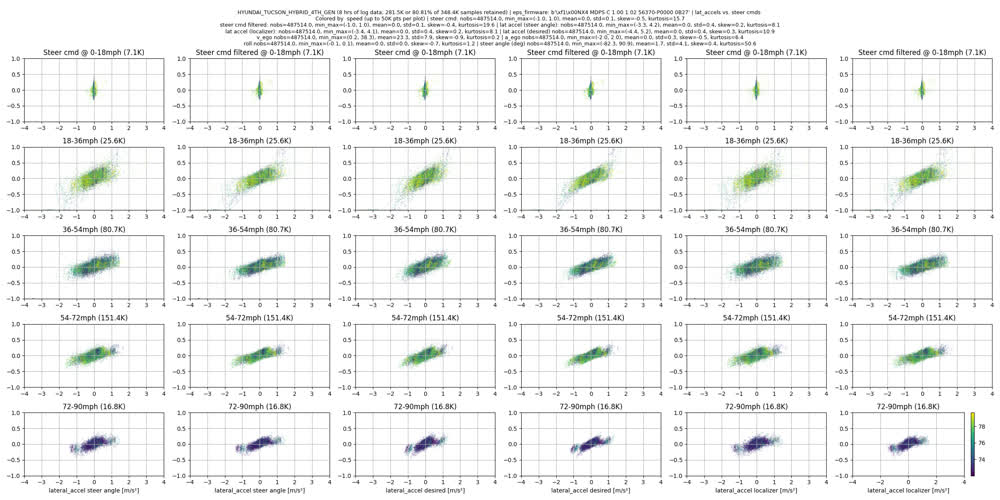 HYUNDAI_TUCSON_HYBRID_4TH_GEN (8 hrs of log data; 281.5K or 80.81% of 348.4K samples retained) | eps_firmware: b'\xf1\x00NX4 MDPS C 1.00 1.02 56370-P0000 0827' | lat_accels vs. steer cmds
Colored by speed (up to 50K pts per plot) | steer cmd: nobs=487514.0, min_max=(-1.0, 1.0), mean=0.0, std=0.1, skew=-0.5, kurtosis=15.7
steer cmd filtered: nobs=487514.0, min_max=(-1.0, 1.0), mean=0.0, std=0.1, skew=-0.4, kurtosis=19.6 | lat accel (steer angle): nobs=487514.0, min_max=(-3.3, 4.2), mean=0.0, std=0.4, skew=0.2, kurtosis=8.1
lat accel (localizer): nobs=487514.0, min_max=(-3.4, 4.1), mean=0.0, std=0.4, skew=0.2, kurtosis=8.1 | lat accel (desired) nobs=487514.0, min_max=(-4.4, 5.2), mean=0.0, std=0.4, skew=0.3, kurtosis=10.9
v_ego nobs=487514.0, min_max=(0.2, 38.3), mean=23.3, std=7.9, skew=-0.9, kurtosis=0.2 | a_ego nobs=487514.0, min_max=(-2.0, 2.0), mean=0.0, std=0.3, skew=-0.5, kurtosis=6.4
roll nobs=487514.0, min_max=(-0.1, 0.1), mean=0.0, std=0.0, skew=-0.7, kurtosis=1.2 | steer angle (deg) nobs=487514.0, min_max=(-82.3, 90.9), mean=1.7, std=4.1, skew=0.4, kurtosis=50.6
Steer cmd @ 0-18mph (7.1K) Steer cmd filtered @ 0-18mph (7.1K) Steer cmd @ 0-18mph (7.1K) Steer cmd filtered @ 0-18mph (7.1K) Steer cmd @ 0-18mph (7.1K) Steer cmd filtered @ 0-18mph (7.1K)
18-36mph (25.6K) 18-36mph (25.6K) 18-36mph (25.6K) 18-36mph (25.6K) 18-36mph (25.6K) 18-36mph (25.6K)
36-54mph (80.7K) 36-54mph (80.7K) 36-54mph (80.7K) 36-54mph (80.7K) 36-54mph (80.7K) 36-54mph (80.7K)
54-72mph (151.4K) 54-72mph (151.4K) 54-72mph (151.4K) 54-72mph (151.4K) 54-72mph (151.4K) 54-72mph (151.4K)
72-90mph (16.8K) 72-90mph (16.8K) 72-90mph (16.8K) 72-90mph (16.8K) 72-90mph (16.8K) 72-90mph (16.8K)
78
76
74
lateral_accel steer angle [m/s²] lateral_accel steer angle [m/s²] lateral_accel desired [m/s²] lateral_accel desired [m/s²] lateral_accel localizer [m/s²] lateral_accel localizer [m/s²]